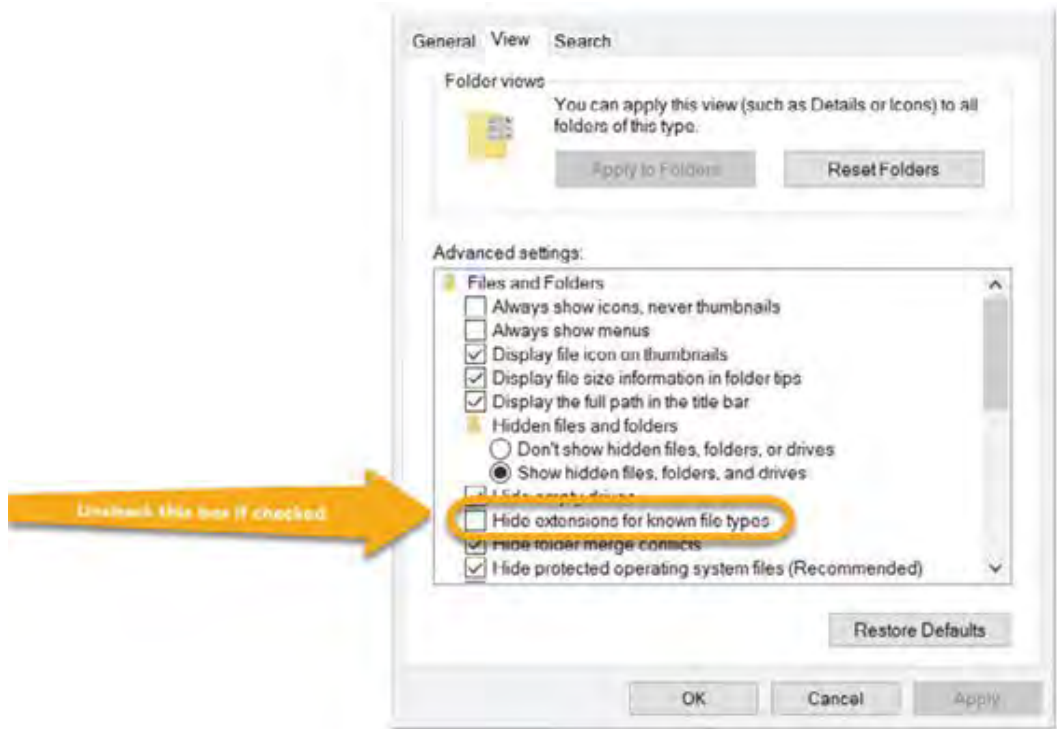 General View Search
Folder views
You can apply this view (such as Details or Icons) to all
folders of this type.
Apply to Folders Reset Folders
Advanced settings:
Files and Folders
Always show icons, never thumbnails
Always show menus
Display file icon on thumbnails
Display file size information in folder tips
Display the full path in the title bar
Hidden files and folders
Don't show hidden files, folders, or drives
Show hidden files, folders, and drives
Hide empty drives
Uncheck this box if checked
Hide extensions for known file types
Hide folder merge conflicts
Hide protected operating system files (Recommended)
Restore Defaults
OK Cancel Apply